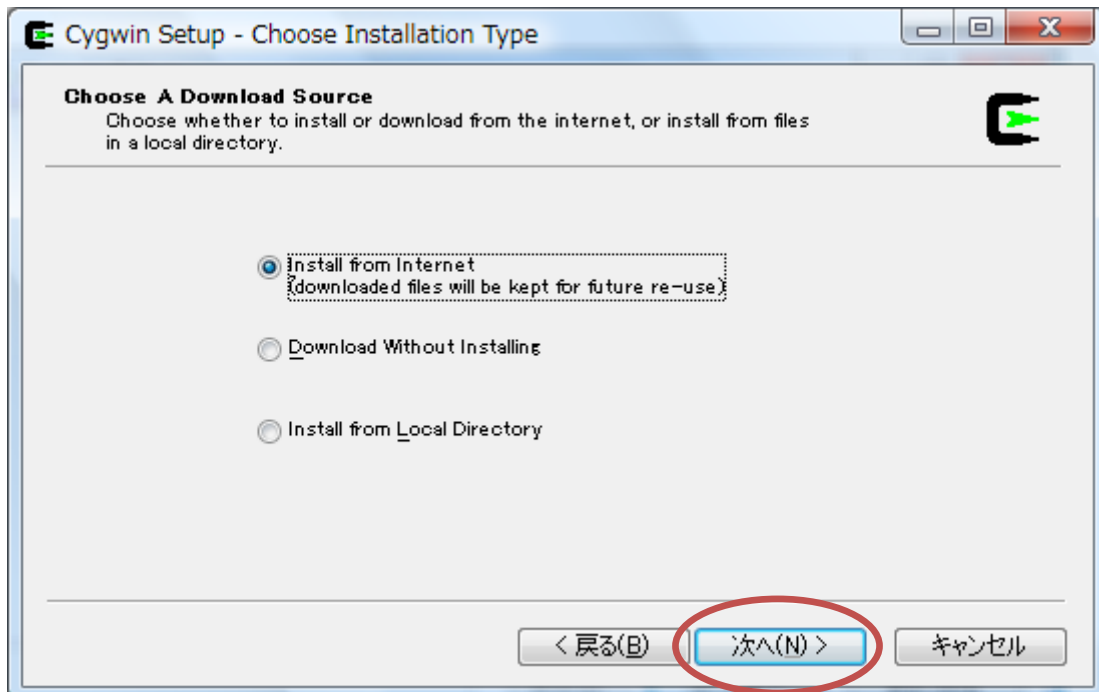 Cygwin Setup - Choose Installation Type
Choose A Download Source
Choose whether to install or download from the internet, or install from files
in a local directory.
Install from Internet
(downloaded files will be kept for future re-use)
Download Without Installing
Install from Local Directory
< 戻る(B)
次へ(N) >
キャンセル